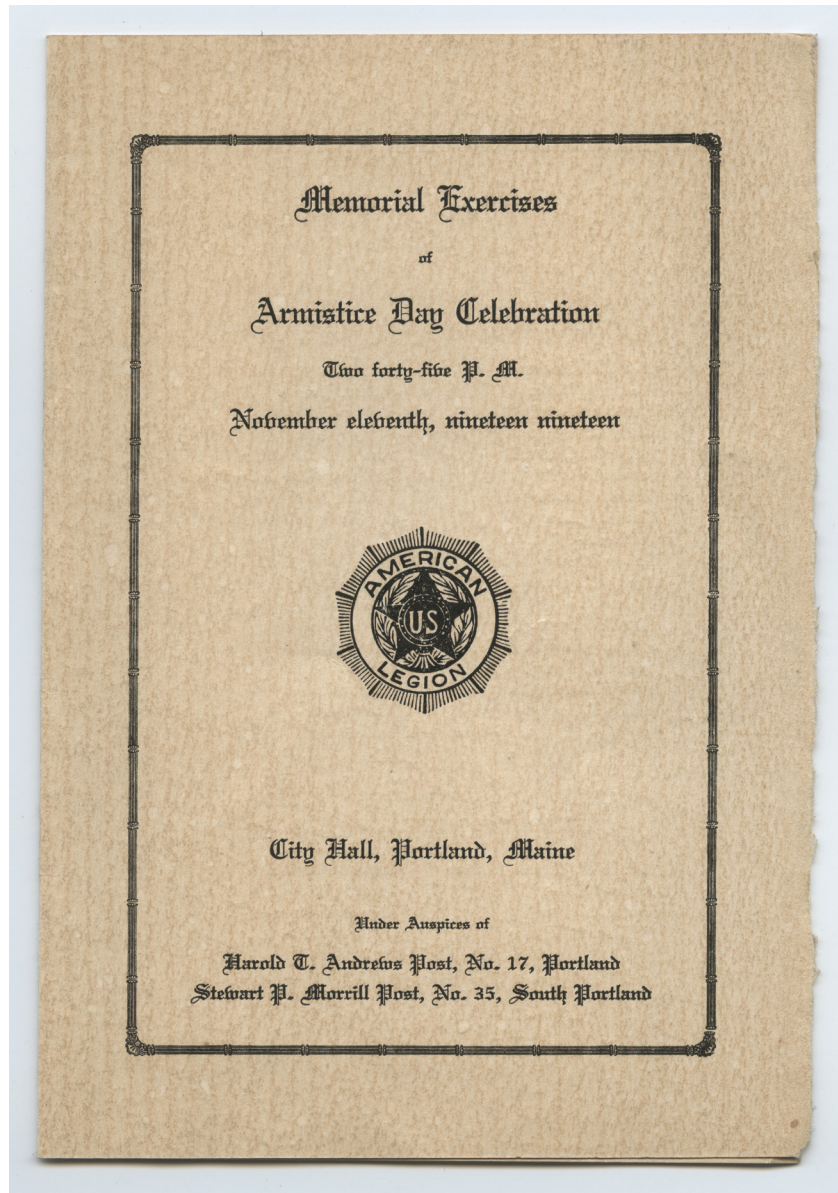 Memorial Exercises
of
Armistice Day Celebration
Two forty-five P. M.
November eleventh, nineteen nineteen
AMERICAN
U.S
LEGION
City Hall, Portland, Maine
Under Auspices of
Harold T. Andrews Post, No. 17, Portland
Stewart P. Morrill Post, No. 35, South Portland